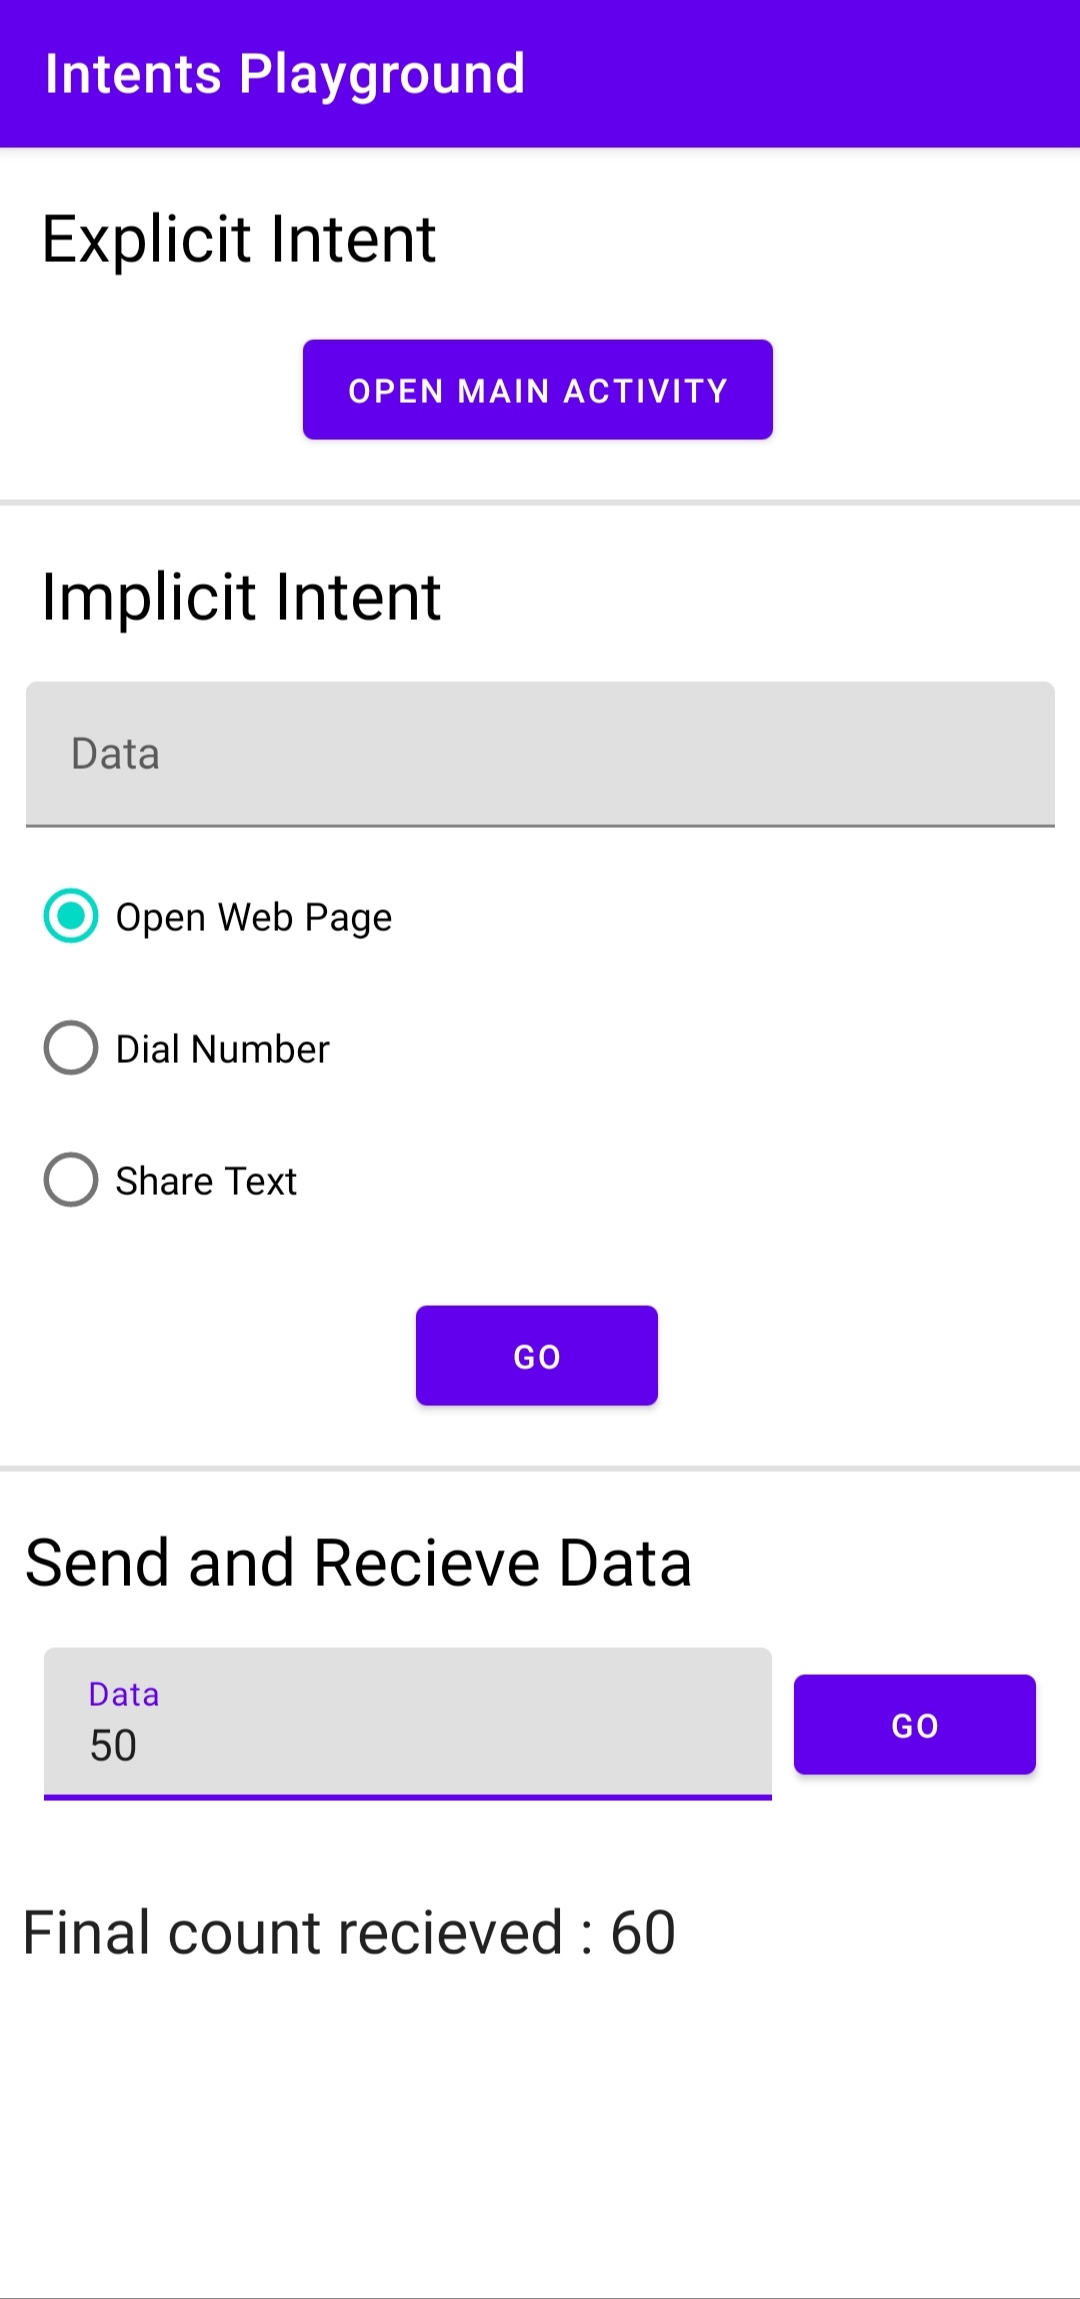 Intents Playground
Explicit Intent
OPEN MAIN ACTIVITY
Implicit Intent
Data
Open Web Page
Dial Number
Share Text
GO
Send and Recieve Data
Data
50
GO
Final count recieved : 60